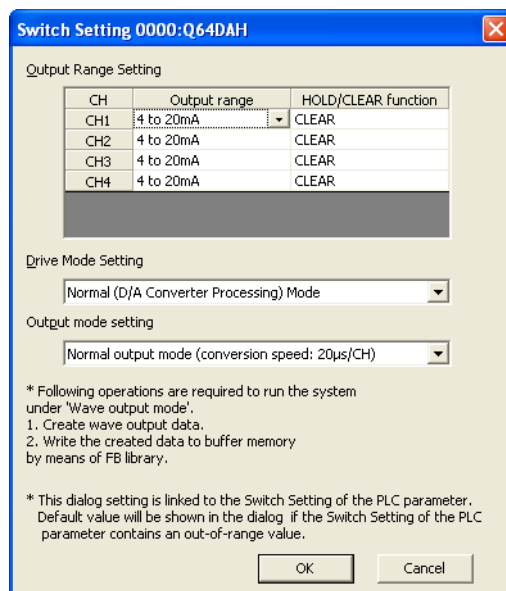 Switch Setting 0000:Q64DAH
Output Range Setting
CH Output range HOLD/CLEAR function
CH1 4 to 20mA CLEAR
CH2 4 to 20mA CLEAR
CH3 4 to 20mA CLEAR
CH4 4 to 20mA CLEAR
Drive Mode Setting
Normal (D/A Converter Processing) Mode
Output mode setting
Normal output mode (conversion speed: 20µs/CH)
* Following operations are required to run the system
under 'Wave output mode'.
1. Create wave output data.
2. Write the created data to buffer memory
by means of FB library.
* This dialog setting is linked to the Switch Setting of the PLC parameter.
Default value will be shown in the dialog if the Switch Setting of the PLC
parameter contains an out-of-range value.
OK Cancel